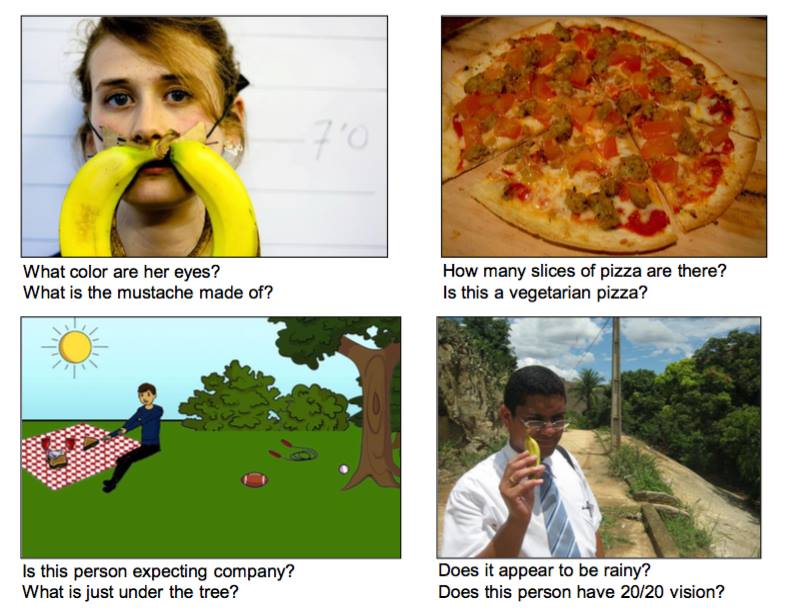 7'0
What color are her eyes?
What is the mustache made of?
How many slices of pizza are there?
Is this a vegetarian pizza?
Is this person expecting company?
What is just under the tree?
Does it appear to be rainy?
Does this person have 20/20 vision?